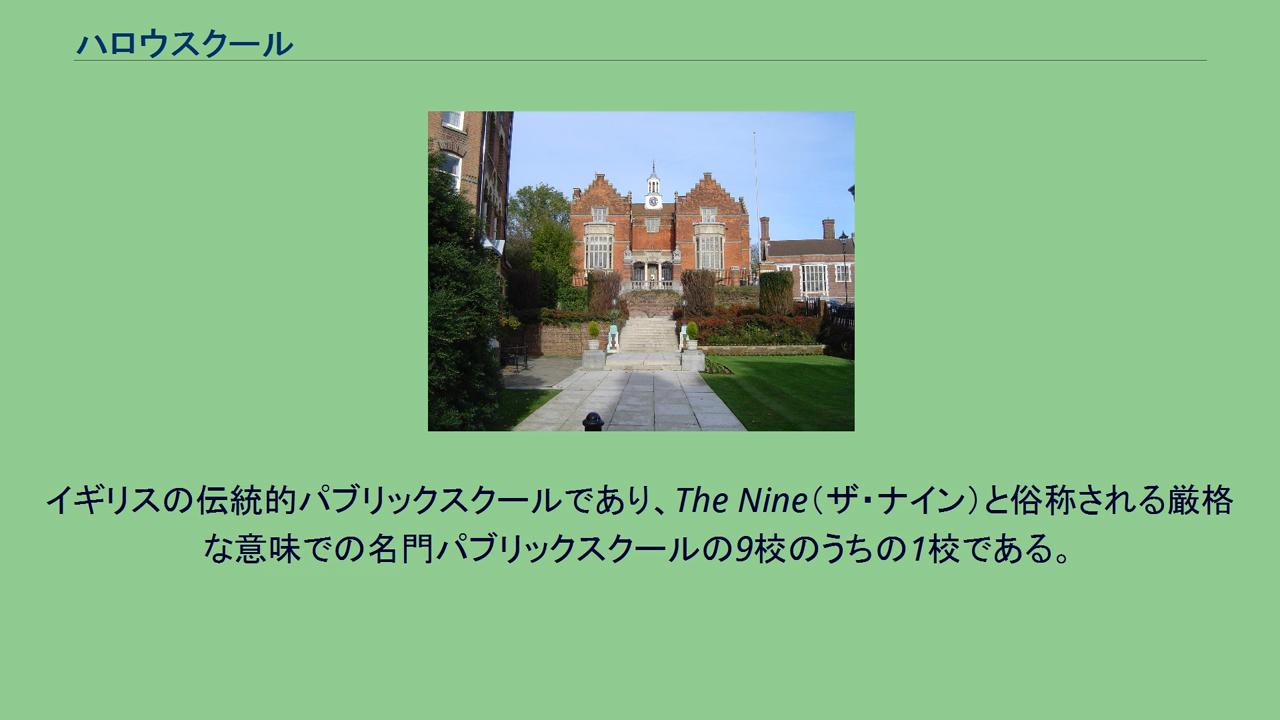 ハロウスクール
イギリスの伝統的パブリックスクールであり、The Nine（ザ・ナイン）と俗称される厳格
な意味での名門パブリックスクールの9校のうちの1校である。